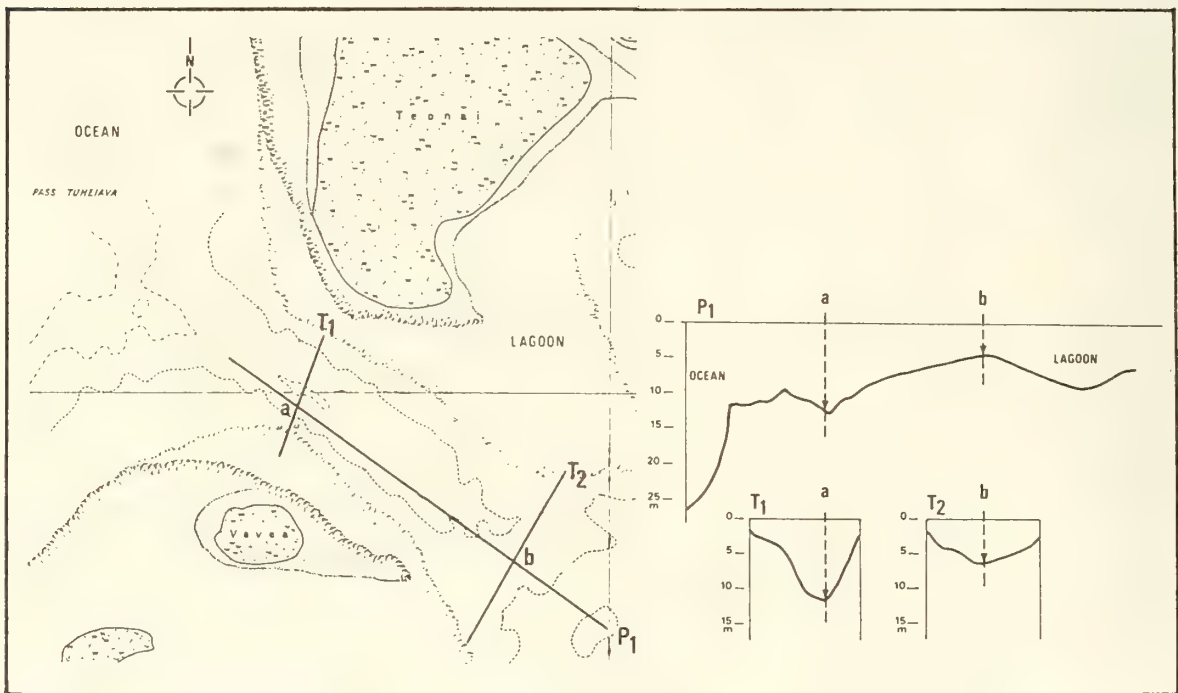 N
OCEAN
PASS TUHEIAVA
Teonai
T1
LAGOON
a
T2
Vavea
b
P1
P1
a
b
0
5
10
15
20
25
m
OCEAN
LAGOON
T1
a
0
5
10
15
m
T2
b
0
5
10
15
m